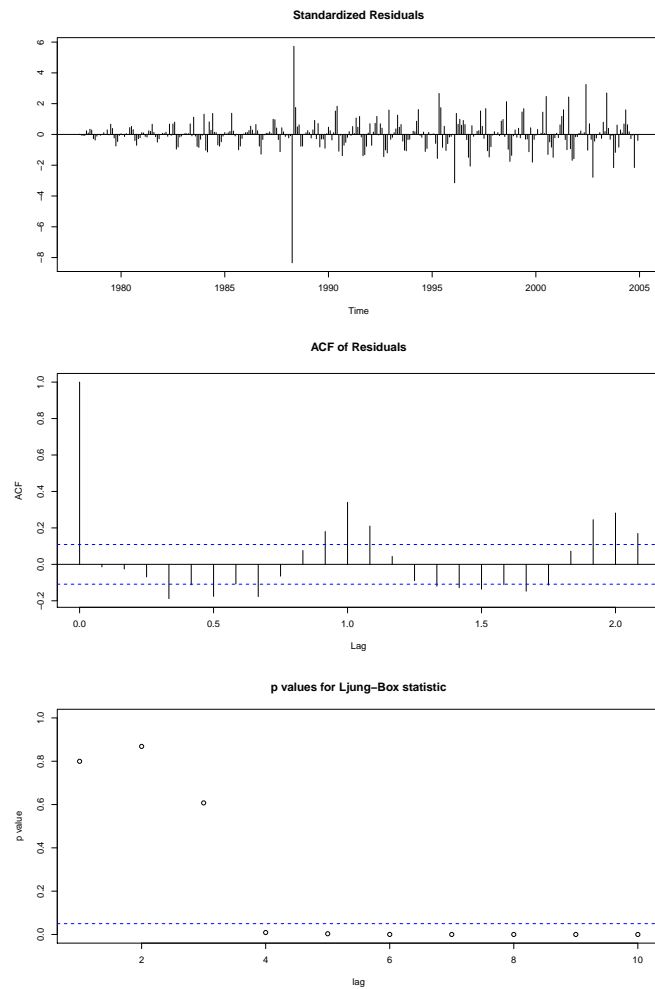 Standardized Residuals
6
4
2
0
−2
−4
−6
−8
1980 1985 1990 1995 2000 2005
Time
ACF of Residuals
1.0
0.8
0.6
0.4
0.2
0.0
−0.2
ACF
0.0 0.5 1.0 1.5 2.0
Lag
p values for Ljung−Box statistic
1.0
0.8
0.6
0.4
0.2
0.0
p value
2 4 6 8 10
lag